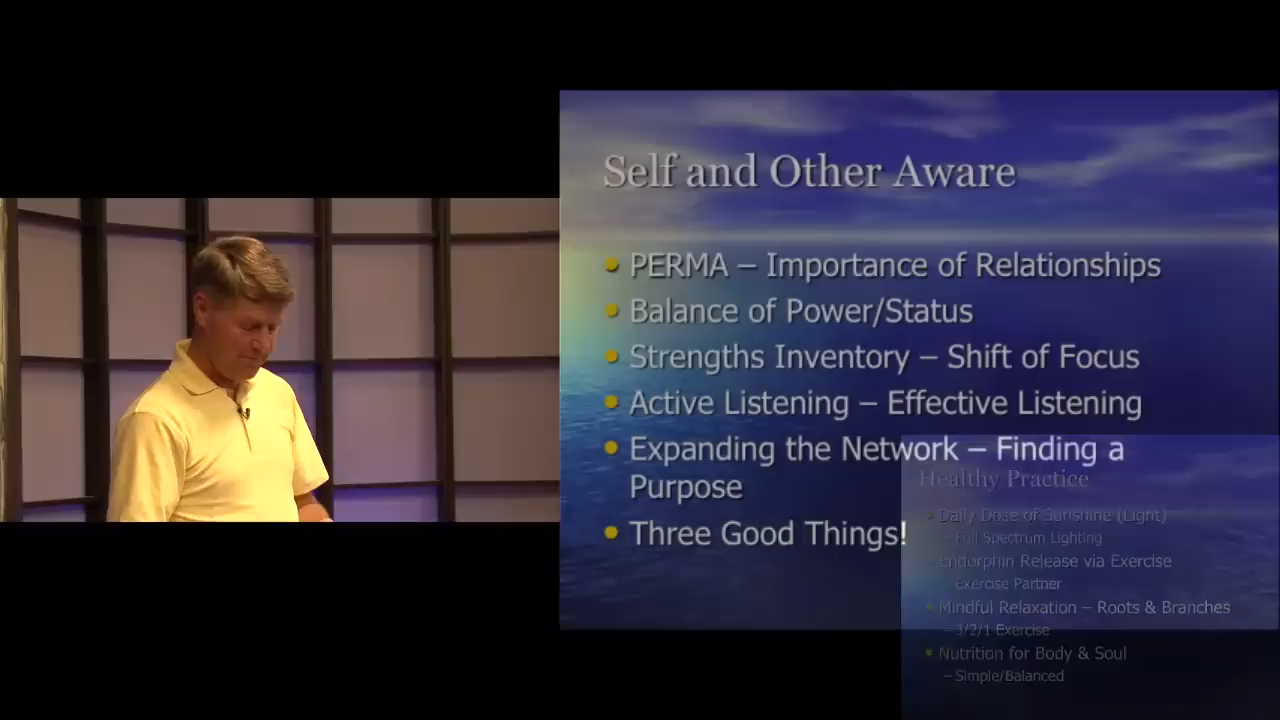 Self and Other Aware
PERMA – Importance of Relationships
Balance of Power/Status
Strengths Inventory – Shift of Focus
Active Listening – Effective Listening
Expanding the Network – Finding a
Purpose
Three Good Things!
Healthy Practice
Daily Dose of Sunshine (Light)
– Full Spectrum Lighting
Endorphin Release via Exercise
Exercise Partner
Mindful Relaxation – Roots & Branches
– 3/2/1 Exercise
Nutrition for Body & Soul
– Simple/Balanced